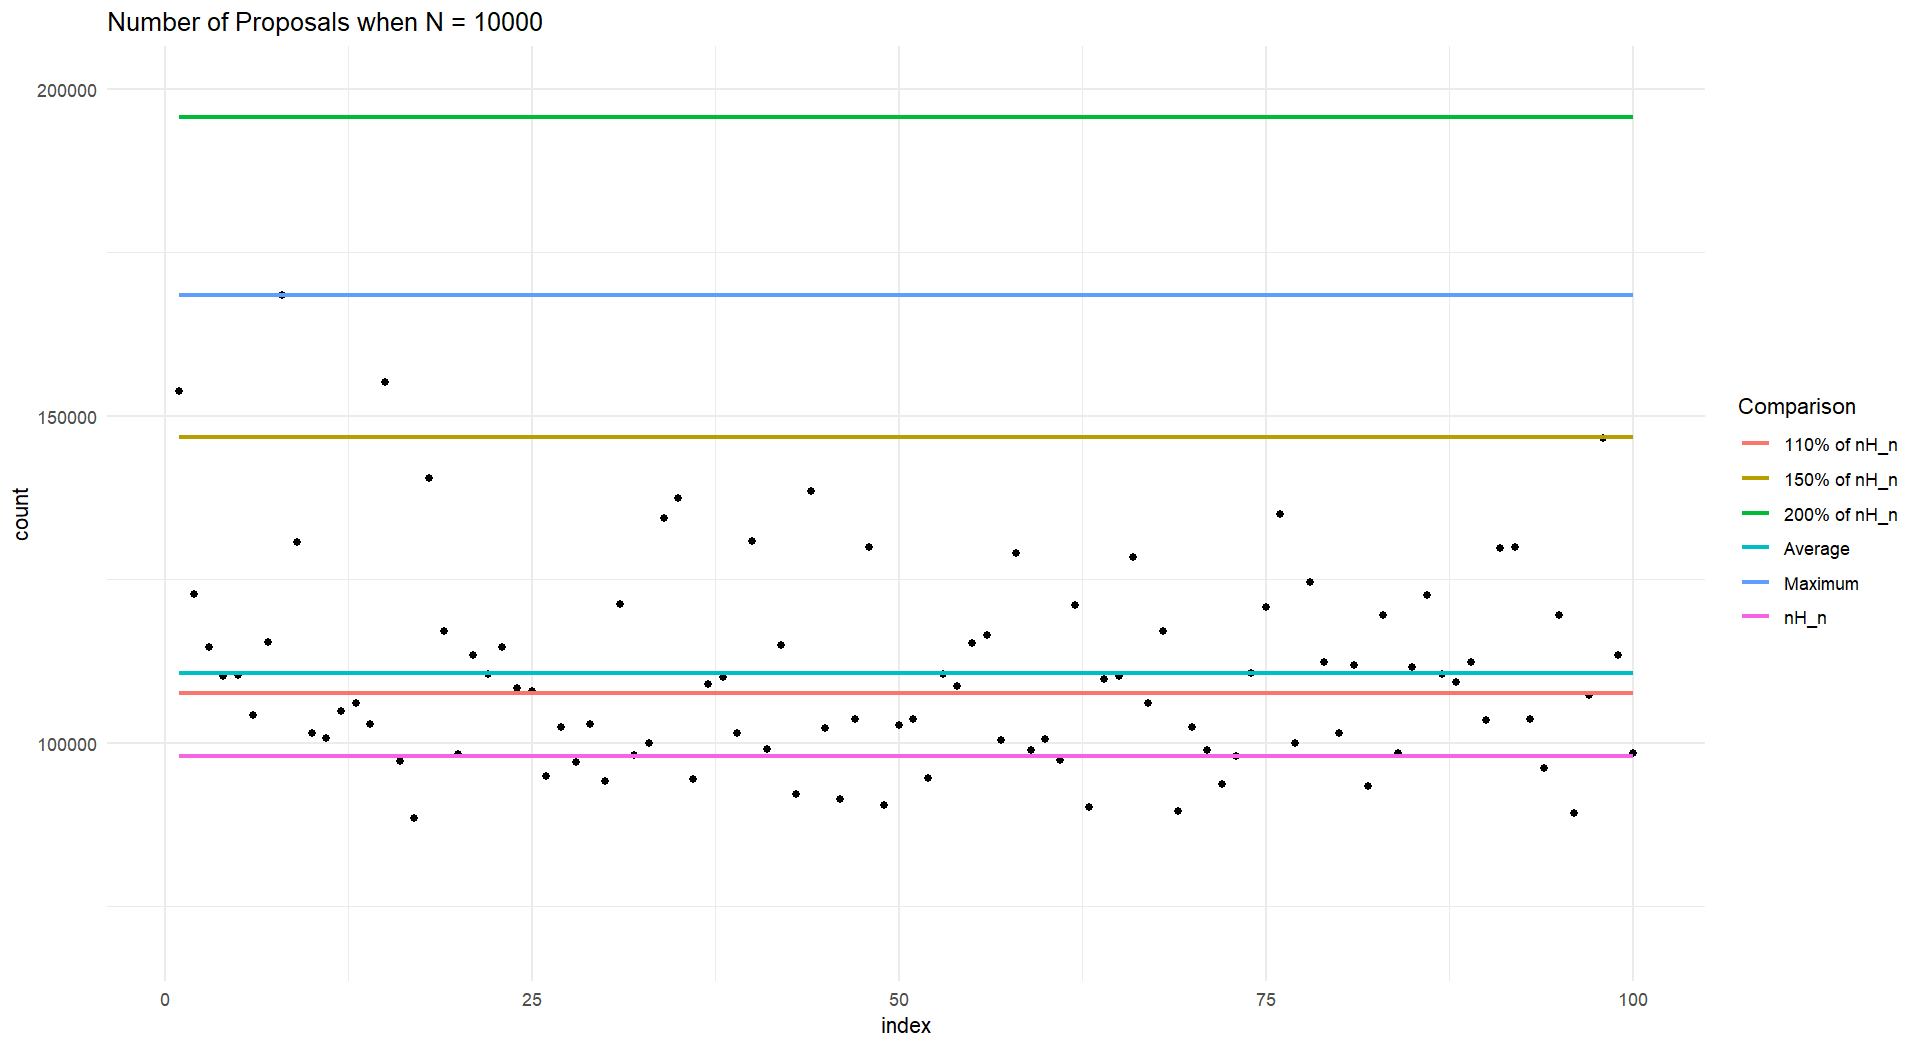 Number of Proposals when N = 10000
200000
150000
100000
count
0
25
50
75
100
index
Comparison
110% of nH_n
150% of nH_n
200% of nH_n
Average
Maximum
nH_n